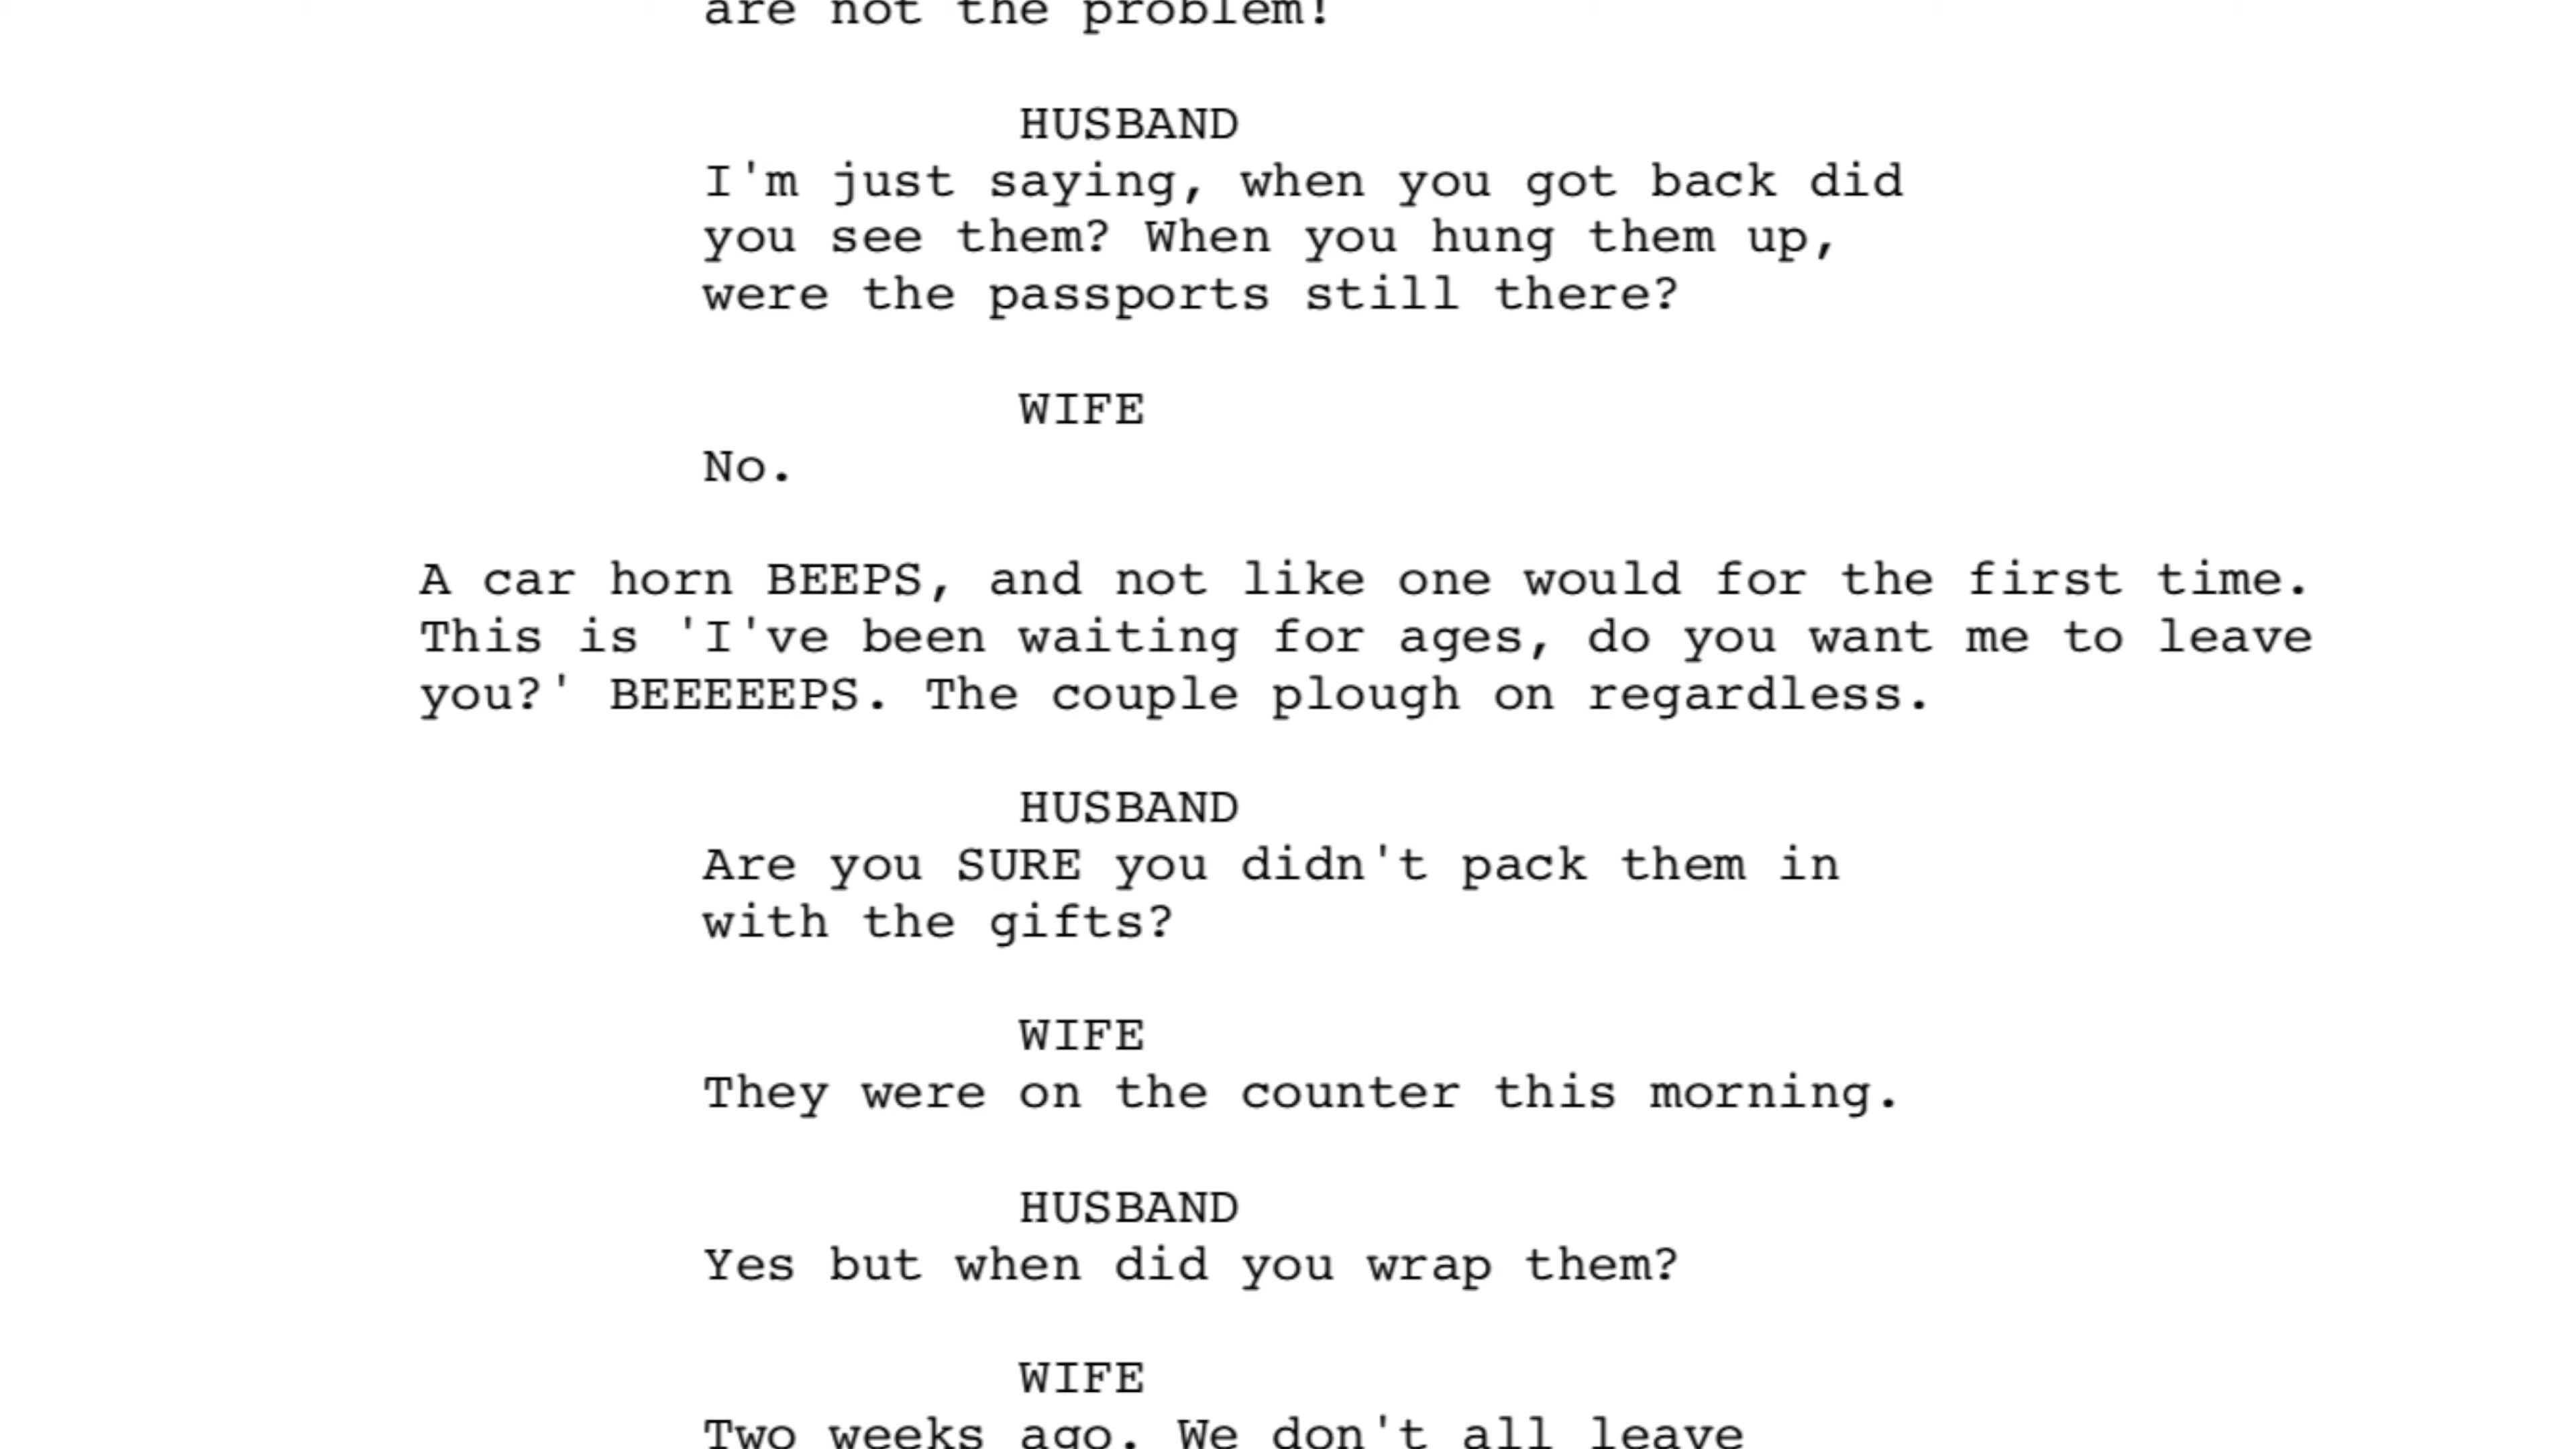 are not the problem!
HUSBAND
I'm just saying, when you got back did
you see them? When you hung them up,
were the passports still there?
WIFE
No.
A car horn BEEPS, and not like one would for the first time.
This is 'I've been waiting for ages, do you want me to leave
you?' BEEEEEPS. The couple plough on regardless.
HUSBAND
Are you SURE you didn't pack them in
with the gifts?
WIFE
They were on the counter this morning.
HUSBAND
Yes but when did you wrap them?
WIFE
Two weeks ago. We don't all leave